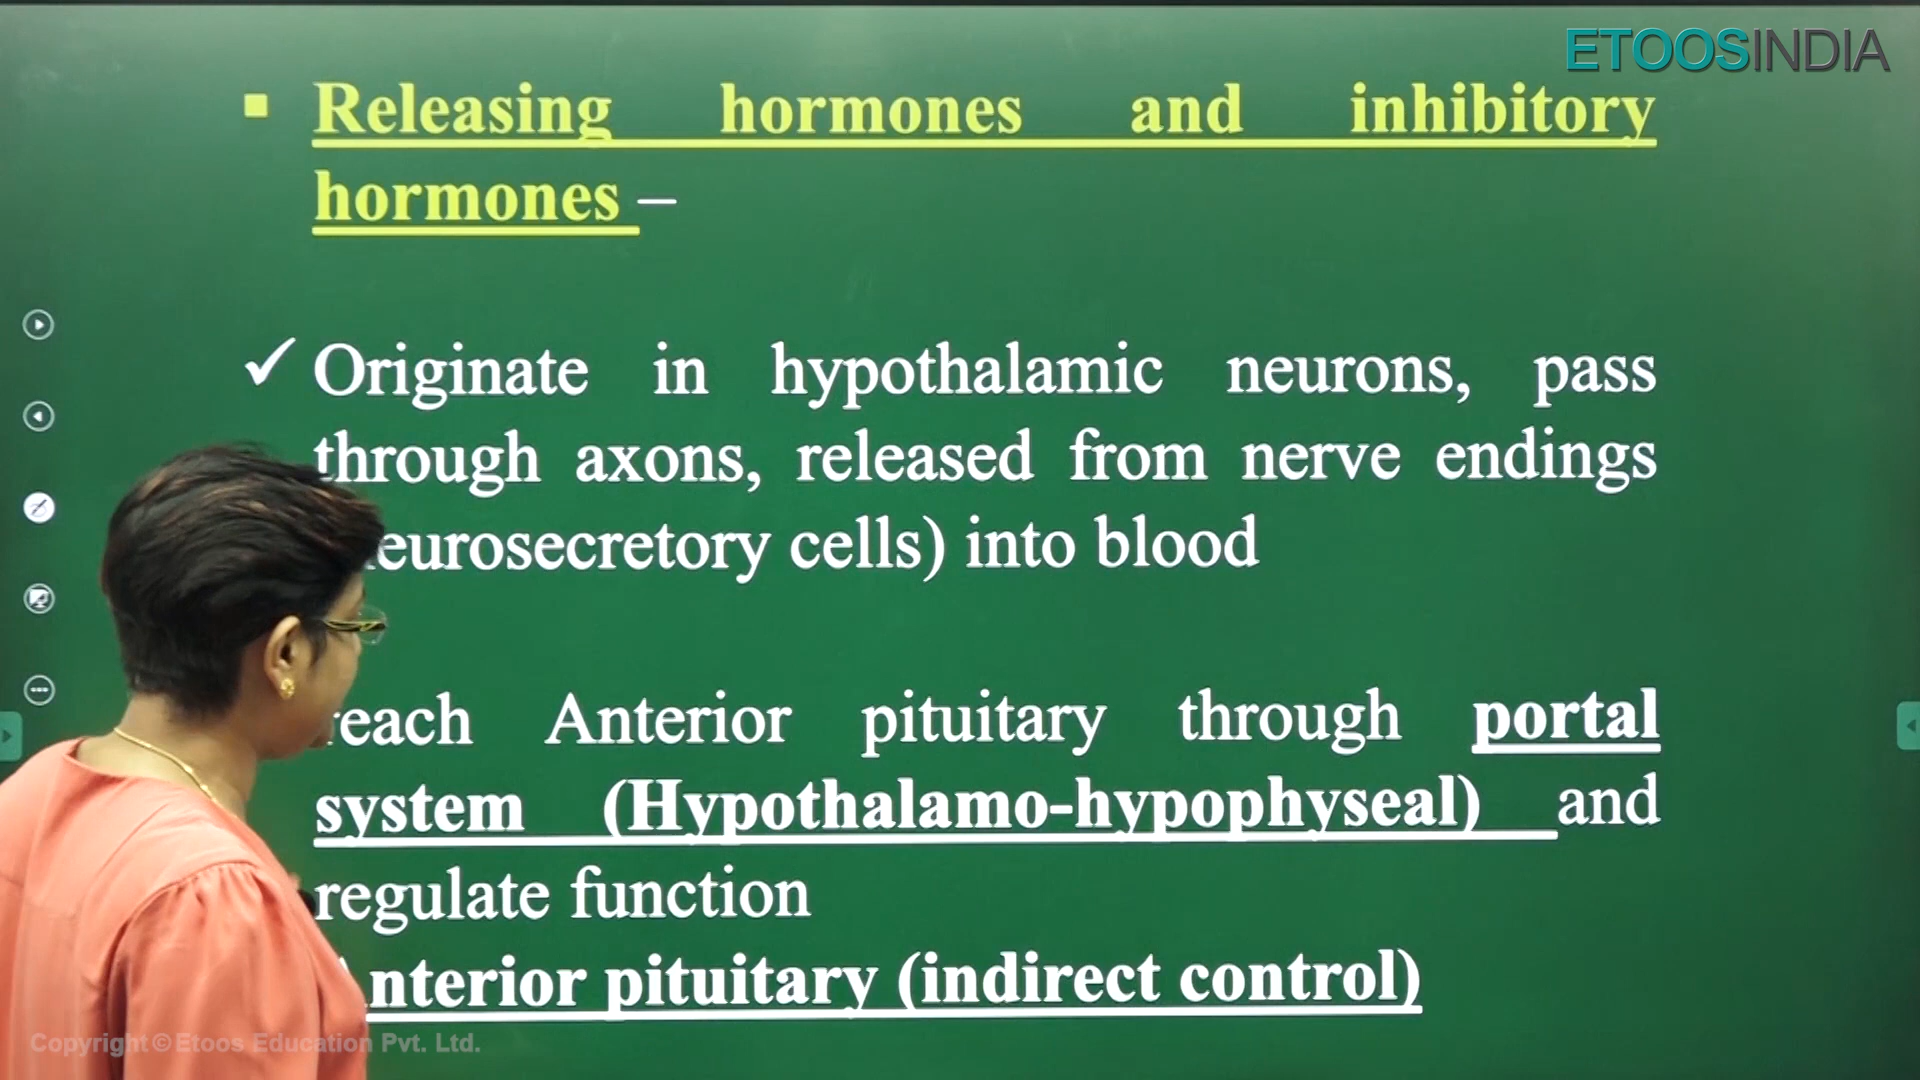 ETOOSINDIA
Releasing hormones and inhibitory
hormones –
✓ Originate in hypothalamic neurons, pass
through axons, released from nerve endings
eurosecretory cells) into blood
reach Anterior pituitary through portal
system (Hypothalamo-hypophyseal) and
regulate function
nterior pituitary (indirect control)
Copyright © Etoos Education Pvt. Ltd.